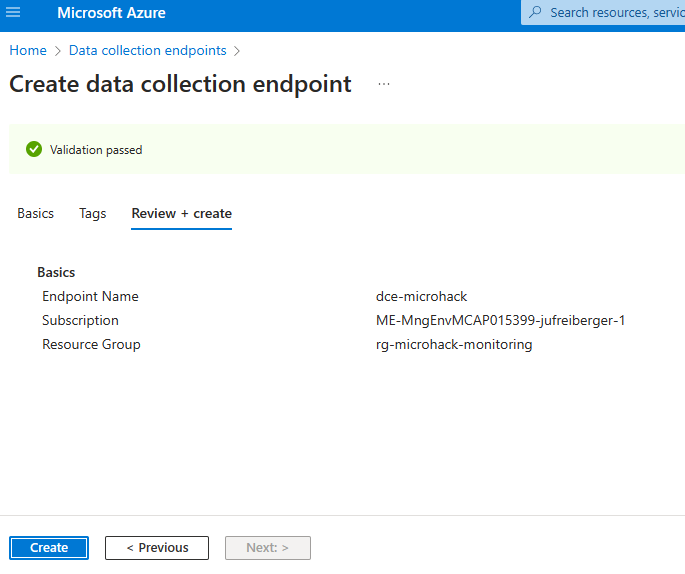 Microsoft Azure
Search resources, servic
Home > Data collection endpoints >
Create data collection endpoint ...
Validation passed
Basics Tags Review + create
Basics
Endpoint Name dce-microhack
Subscription ME-MngEnvMCAP015399-jufreiberger-1
Resource Group rg-microhack-monitoring
Create < Previous Next: >